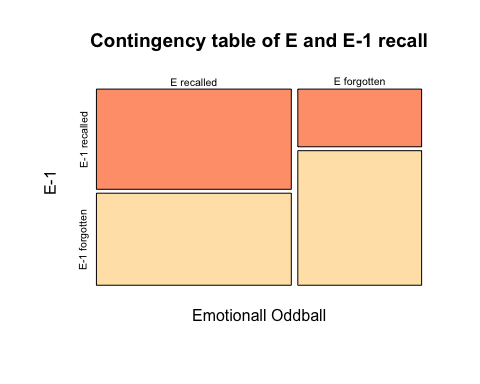 Contingency table of E and E-1 recall
E recalled
E forgotten
E-1 recalled
E-1 forgotten
E-1
Emotionall Oddball